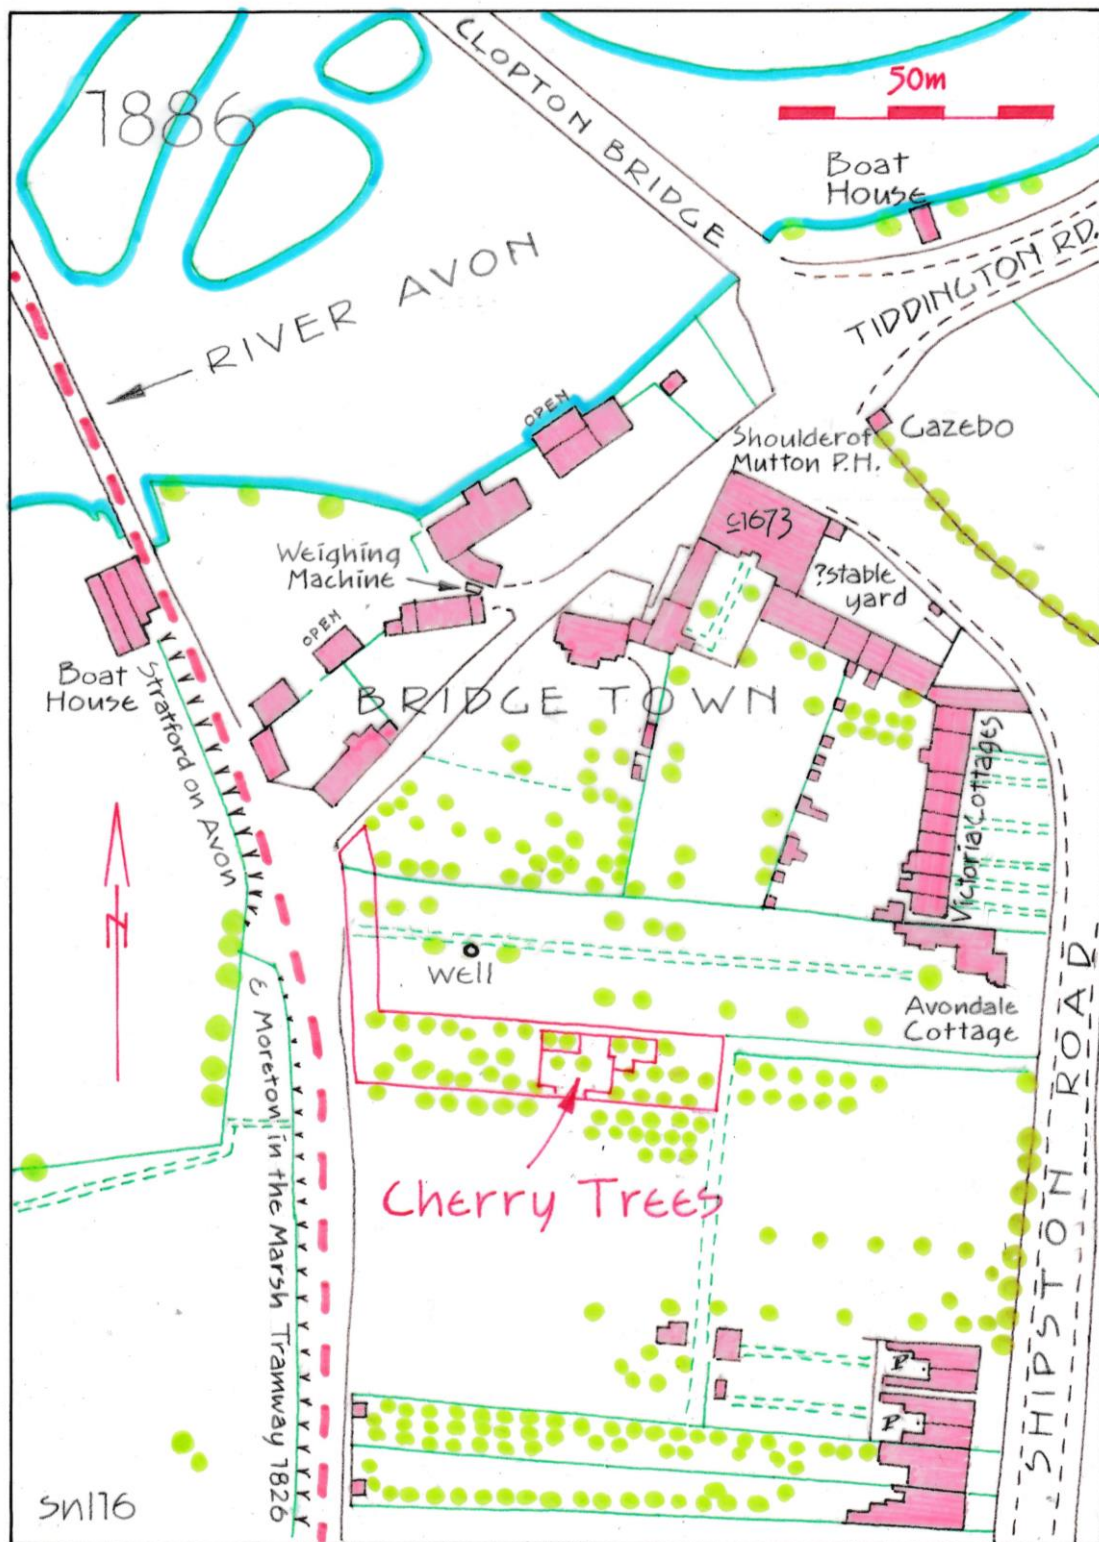 1886
CLOPTON BRIDGE
50m
Boat
House
TIDDINGTON RD.
RIVER AVON
OPEN
Gazebo
Shoulder of
Mutton P.H.
c1673
?stable
yard
Weighing
Machine
OPEN
Boat
House
BRIDGE TOWN
Stratford on Avon
& Moreton in the Marsh Tramway 1826
Victoria Cottages
N
Well
Avondale
Cottage
SHIPSTON ROAD
Cherry Trees
P
P